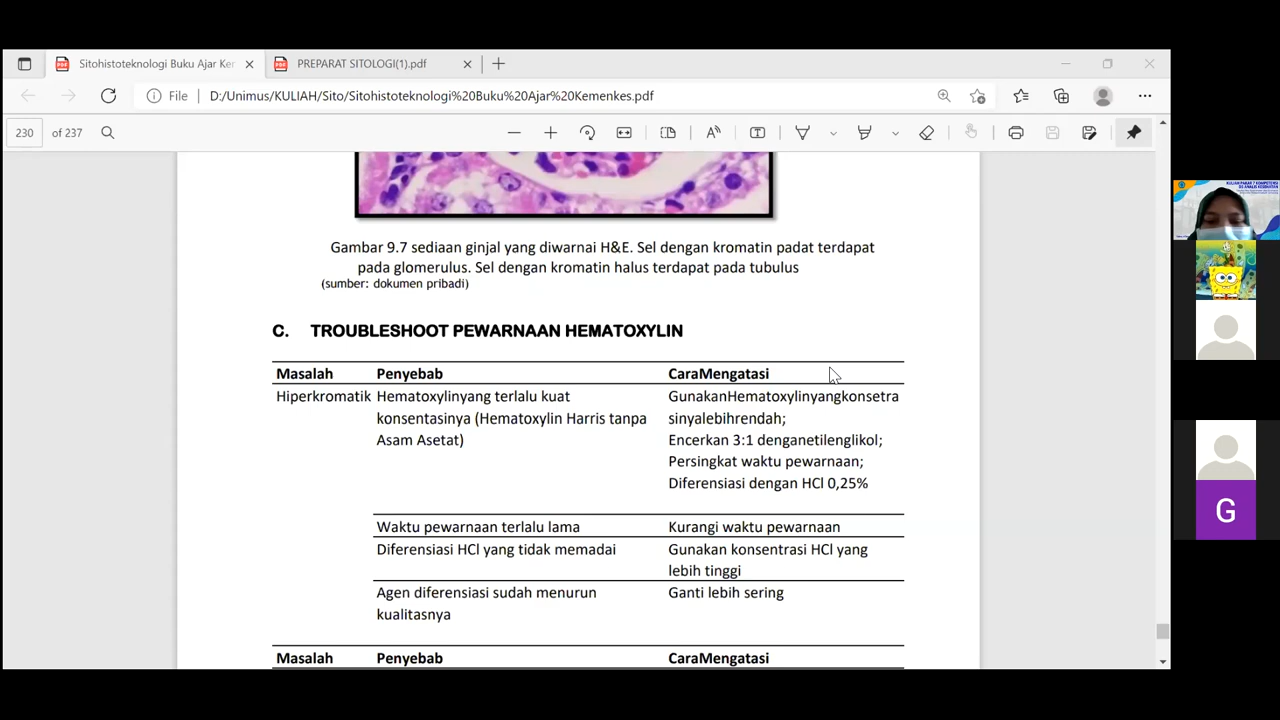 Sitohistoteknologi Buku Ajar Ker
PREPARAT SITOLOGI(1).pdf
File
D:/Unimus/KULIAH/Sito/Sitohistoteknologi%20Buku%20Ajar%20Kemenkes.pdf
230 of 237
Gambar 9.7 sediaan ginjal yang diwarnai H&E. Sel dengan kromatin padat terdapat
pada glomerulus. Sel dengan kromatin halus terdapat pada tubulus
(sumber: dokumen pribadi)
C. TROUBLESHOOT PEWARNAAN HEMATOXYLIN
Masalah Penyebab CaraMengatasi
Hiperkromatik Hematoxylinyang terlalu kuat GunakanHematoxylinyangkonsetra
konsentasinya (Hematoxylin Harris tanpa sinyalebihrendah;
Asam Asetat) Encerkan 3:1 denganetilenglikol;
Persingkat waktu pewarnaan;
Diferensiasi dengan HCl 0,25%
Waktu pewarnaan terlalu lama Kurangi waktu pewarnaan
Diferensiasi HCl yang tidak memadai Gunakan konsentrasi HCl yang
lebih tinggi
Agen diferensiasi sudah menurun Ganti lebih sering
kualitasnya
Masalah Penyebab CaraMengatasi
G